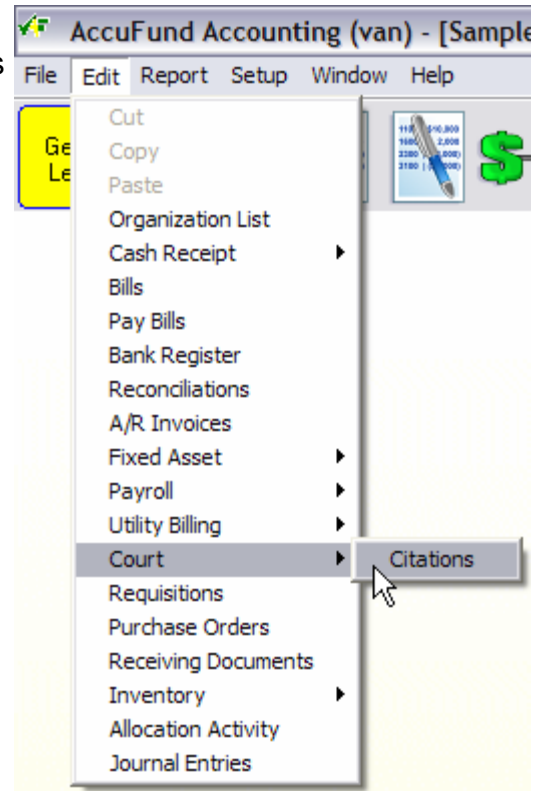 AccuFund Accounting (van) - [Sample
s
File Edit Report Setup Window Help
Ge
Le
Cut
Copy
Paste
Organization List
Cash Receipt
Bills
Pay Bills
Bank Register
Reconciliations
A/R Invoices
Fixed Asset
Payroll
Utility Billing
Court
Citations
Requisitions
Purchase Orders
Receiving Documents
Inventory
Allocation Activity
Journal Entries